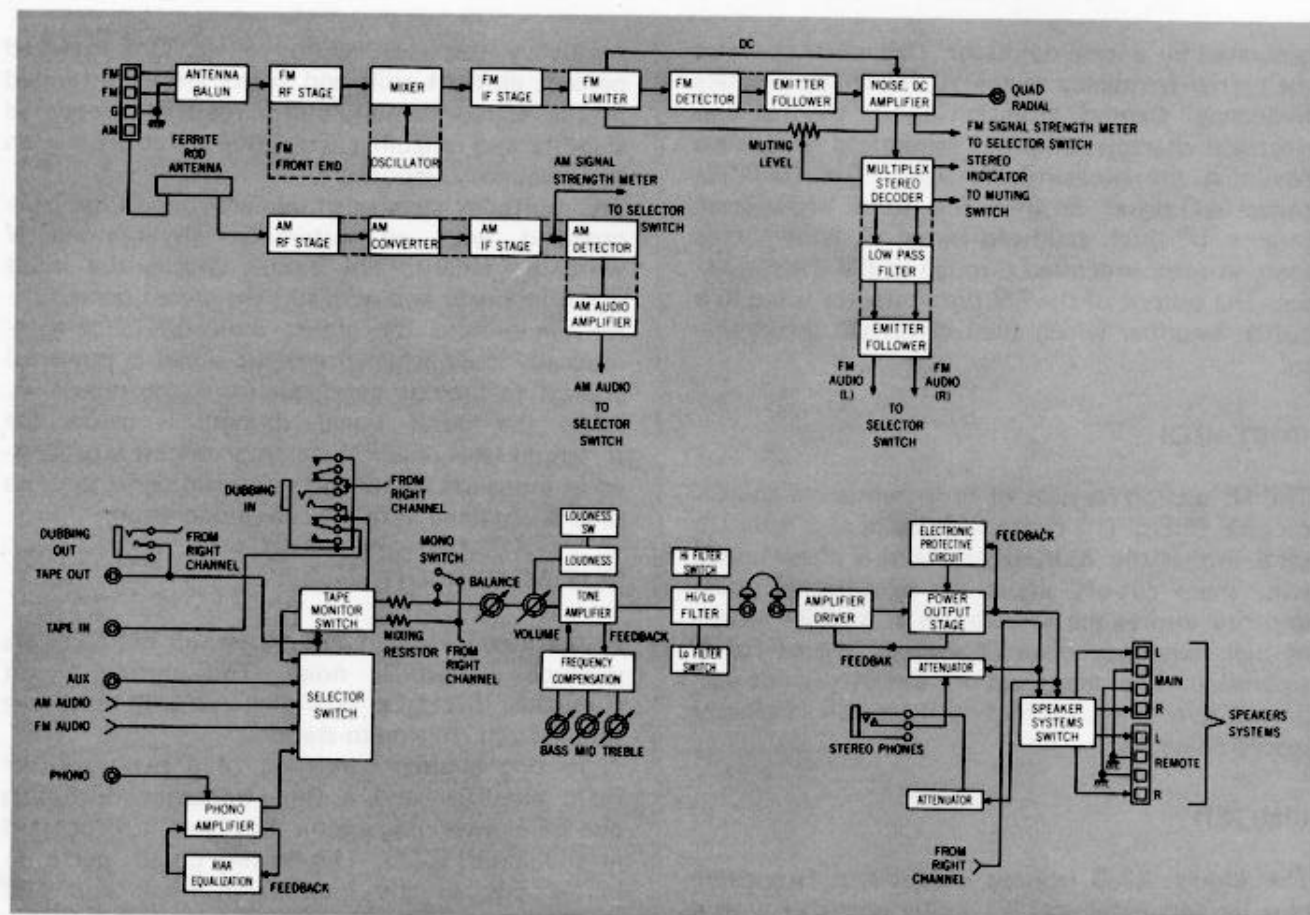 DC
FM
FM
G
AM
ANTENNA
BALUN
FM
RF STAGE
MIXER
FM
IF STAGE
FM
LIMITER
FM
DETECTOR
EMITTER
FOLLOWER
NOISE, DC
AMPLIFIER
QUAD
RADIAL
FERRITE
ROD
ANTENNA
FM
FRONT END
OSCILLATOR
MUTING
LEVEL
FM SIGNAL STRENGTH METER
TO SELECTOR SWITCH
STEREO
INDICATOR
TO MUTING
SWITCH
MULTIPLEX
STEREO
DECODER
AM SIGNAL
STRENGTH METER
TO SELECTOR
SWITCH
AM
RF STAGE
AM
CONVERTER
AM
IF STAGE
AM
DETECTOR
LOW PASS
FILTER
AM AUDIO
AMPLIFIER
EMITTER
FOLLOWER
AM AUDIO
TO
SELECTOR
SWITCH
FM
AUDIO
(L)
FM
AUDIO
(R)
TO
SELECTOR
SWITCH
DUBBING
IN
FROM
RIGHT
CHANNEL
DUBBING
OUT
FROM
RIGHT
CHANNEL
TAPE OUT
TAPE IN
AUX
AM AUDIO
FM AUDIO
PHONO
TAPE
MONITOR
SWITCH
SELECTOR
SWITCH
PHONO
AMPLIFIER
RIAA
EQUALIZATION
FEEDBACK
MONO
SWITCH
MIXING
RESISTOR
FROM
RIGHT
CHANNEL
BALANCE
VOLUME
LOUDNESS
SW
LOUDNESS
TONE
AMPLIFIER
FEEDBACK
FREQUENCY
COMPENSATION
BASS MID TREBLE
Hi FILTER
SWITCH
Hi/Lo
FILTER
Lo FILTER
SWITCH
AMPLIFIER
DRIVER
ELECTRONIC
PROTECTIVE
CIRCUIT
FEEDBACK
POWER
OUTPUT
STAGE
FEEDBAK
ATTENUATOR
STEREO PHONES
ATTENUATOR
SPEAKER
SYSTEMS
SWITCH
FROM
RIGHT
CHANNEL
L
MAIN
R
L
REMOTE
R
SPEAKERS
SYSTEMS